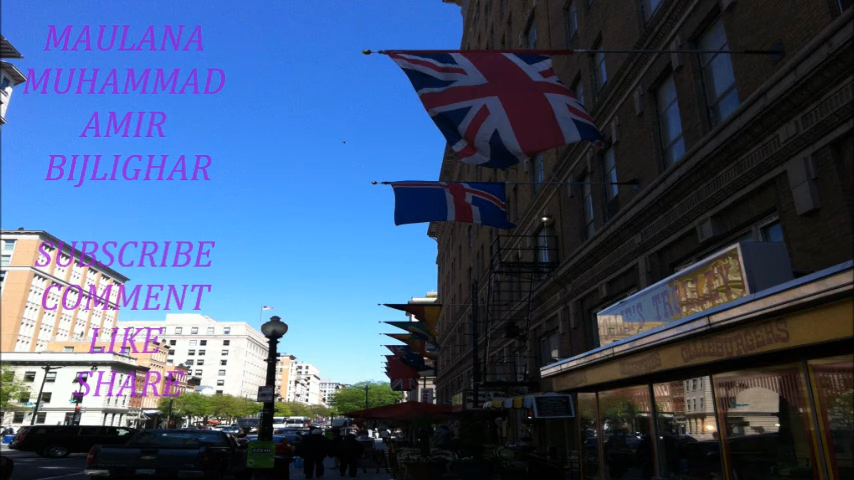 MAULANA
MUHAMMAD
AMIR
BIJLIGHAR
SUBSCRIBE
COMMENT
LIKE
SHARE